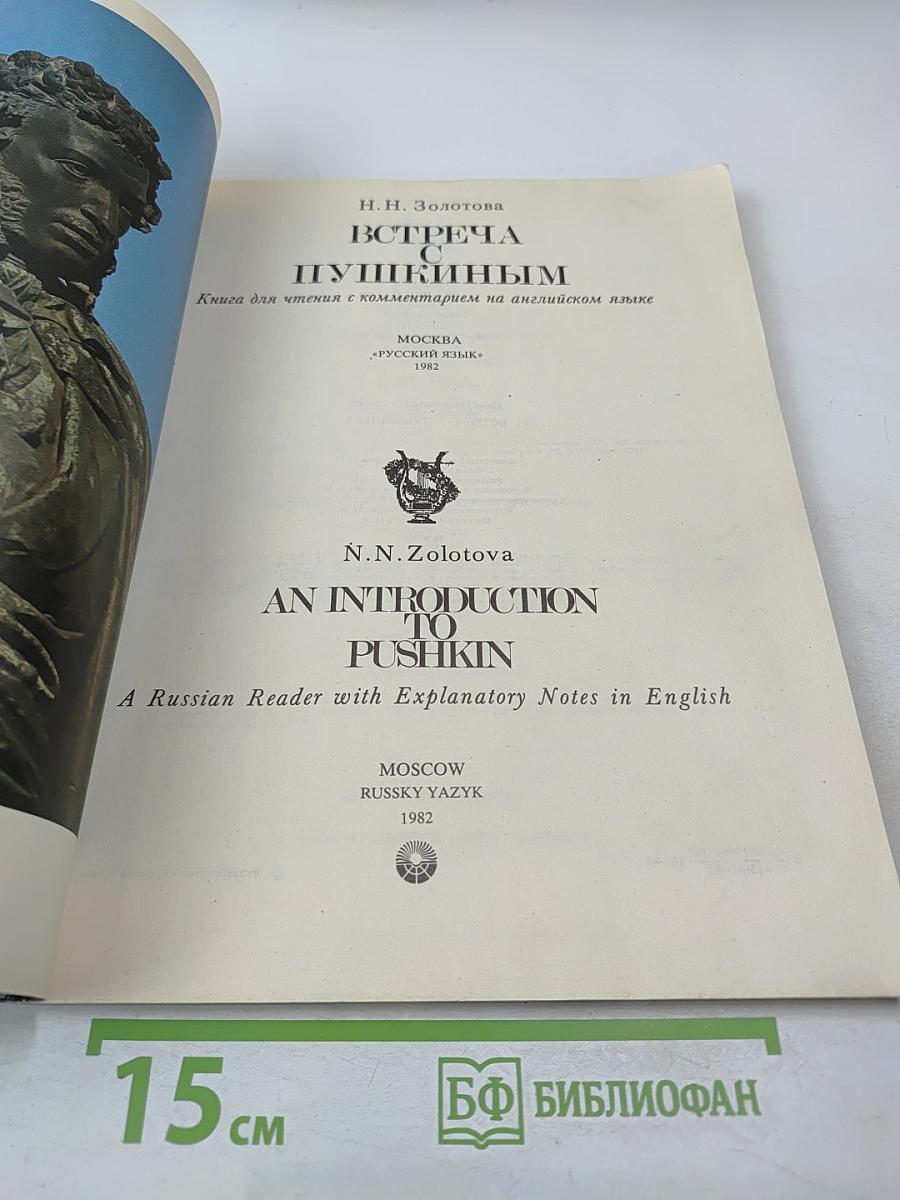 Н. Н. Золотова
ВСТРЕЧА
С
ПУШКИНЫМ
Книга для чтения с комментарием на английском языке
МОСКВА
«РУССКИЙ ЯЗЫК»
1982
N. N. Zolotova
AN INTRODUCTION
TO
PUSHKIN
A Russian Reader with Explanatory Notes in English
MOSCOW
RUSSKY YAZYK
1982
15 см
БФ БИБЛИОФАН